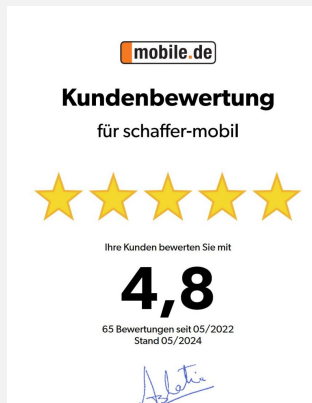 mobile.de
Kundenbewertung
für schaffer-mobil
Ihre Kunden bewerten Sie mit
4,8
65 Bewertungen seit 05/2022
Stand 05/2024